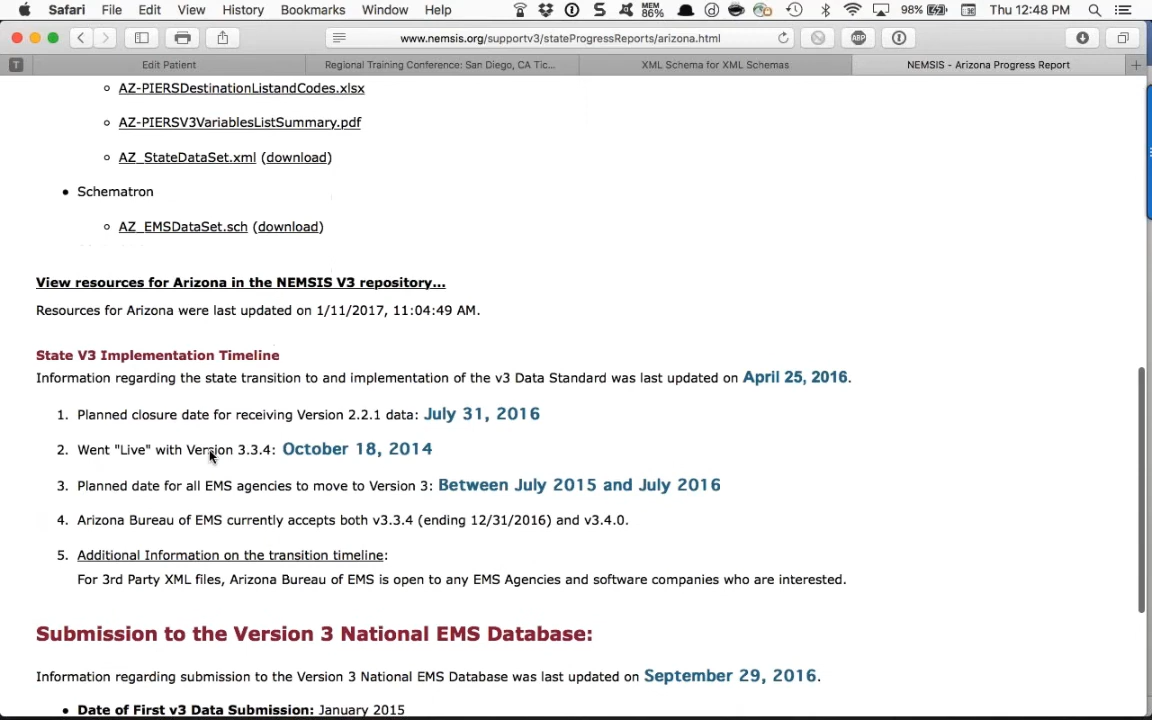 Safari File Edit View History Bookmarks Window Help MEM 86% 98% Thu 12:48 PM
www.nemsis.org/supportv3/stateProgressReports/arizona.html ABP
T Edit Patient Regional Training Conference: San Diego, CA Tic... XML Schema for XML Schemas NEMSIS - Arizona Progress Report
AZ-PIERSDestinationListandCodes.xlsx
AZ-PIERSV3VariablesListSummary.pdf
AZ_StateDataSet.xml (download)
Schematron
AZ_EMSDataSet.sch (download)
View resources for Arizona in the NEMSIS V3 repository...
Resources for Arizona were last updated on 1/11/2017, 11:04:49 AM.
State V3 Implementation Timeline
Information regarding the state transition to and implementation of the v3 Data Standard was last updated on April 25, 2016.
1. Planned closure date for receiving Version 2.2.1 data: July 31, 2016
2. Went "Live" with Version 3.3.4: October 18, 2014
3. Planned date for all EMS agencies to move to Version 3: Between July 2015 and July 2016
4. Arizona Bureau of EMS currently accepts both v3.3.4 (ending 12/31/2016) and v3.4.0.
5. Additional Information on the transition timeline:
For 3rd Party XML files, Arizona Bureau of EMS is open to any EMS Agencies and software companies who are interested.
Submission to the Version 3 National EMS Database:
Information regarding submission to the Version 3 National EMS Database was last updated on September 29, 2016.
Date of First v3 Data Submission: January 2015